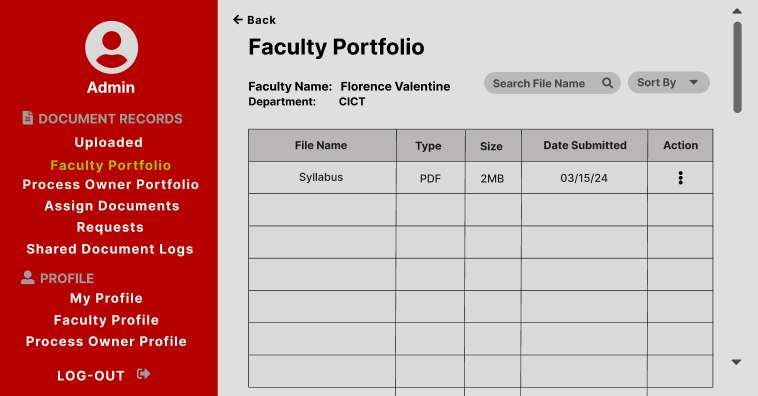 Admin
DOCUMENT RECORDS
Uploaded
Faculty Portfolio
Process Owner Portfolio
Assign Documents
Requests
Shared Document Logs
PROFILE
My Profile
Faculty Profile
Process Owner Profile
LOG-OUT
Back
Faculty Portfolio
Faculty Name: Florence Valentine
Department: CICT
Search File Name
Sort By
File Name Type Size Date Submitted Action
Syllabus PDF 2MB 03/15/24